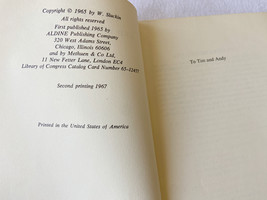 Copyright © 1965 by W. Sluckin
All rights reserved
First published 1965 by
ALDINE Publishing Company
320 West Adams Street
Chicago, Illinois 60606
and by Methuen & Co Ltd,
11 New Fetter Lane, London EC4
Library of Congress Catalog Card Number
Second printing 1967
Printed in the United States of America
To Tim and Andy